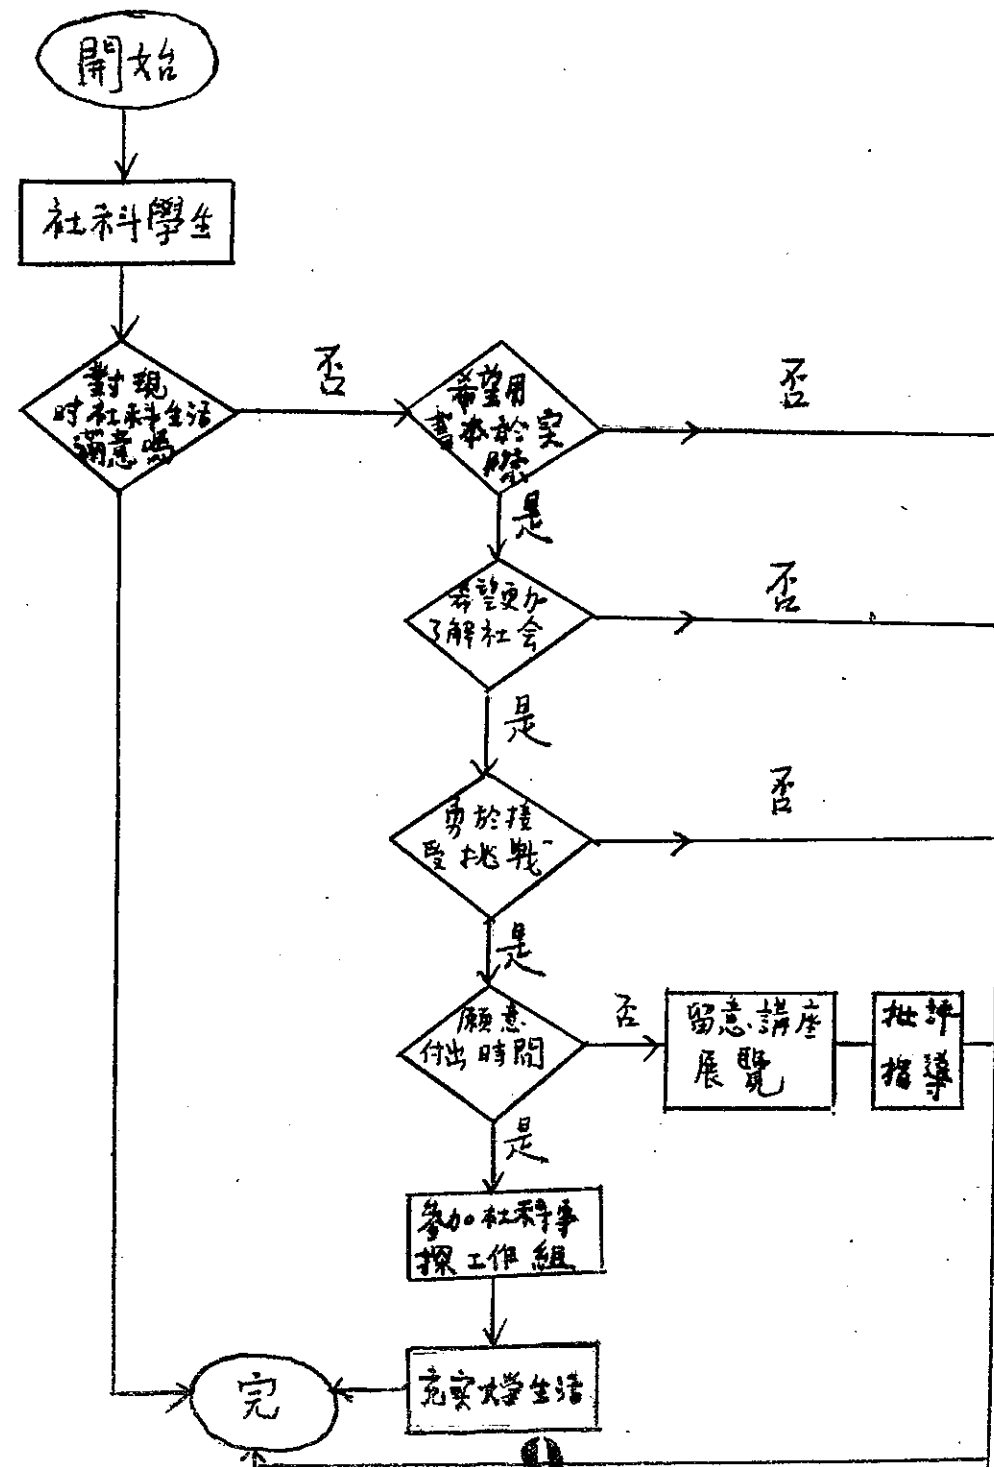 開始
社科學生
對現
时社科生活
滿意嗎
否
希望用
書本於实
際
否
是
希望更加
了解社会
否
是
勇於接
受挑戰
否
是
願意
付出時間
否
留意講座
展覽
批評
指導
是
參加社科事
探工作組
充实大學生活
完